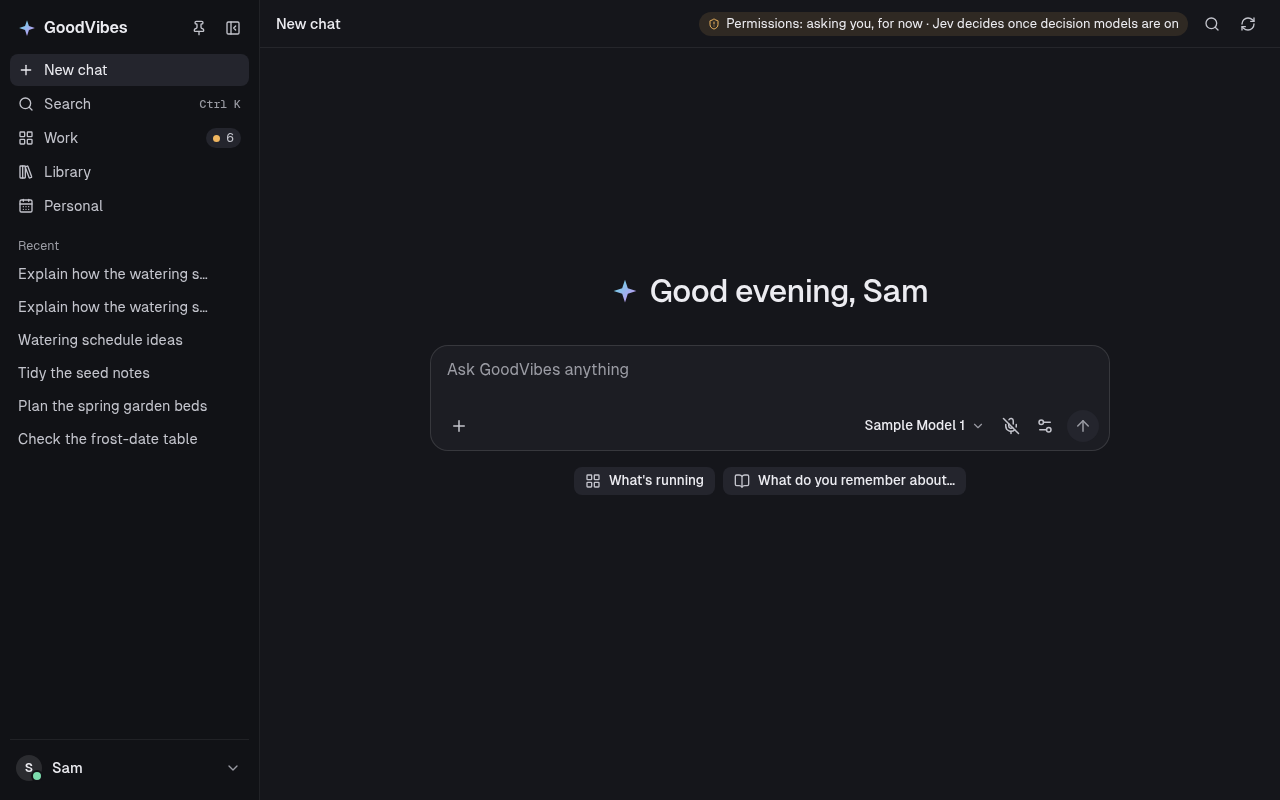 GoodVibes
New chat
Search Ctrl K
Work 6
Library
Personal
Recent
Explain how the watering s…
Explain how the watering s…
Watering schedule ideas
Tidy the seed notes
Plan the spring garden beds
Check the frost-date table
S Sam
New chat
Permissions: asking you, for now · Jev decides once decision models are on
Good evening, Sam
Ask GoodVibes anything
Sample Model 1
What's running
What do you remember about…